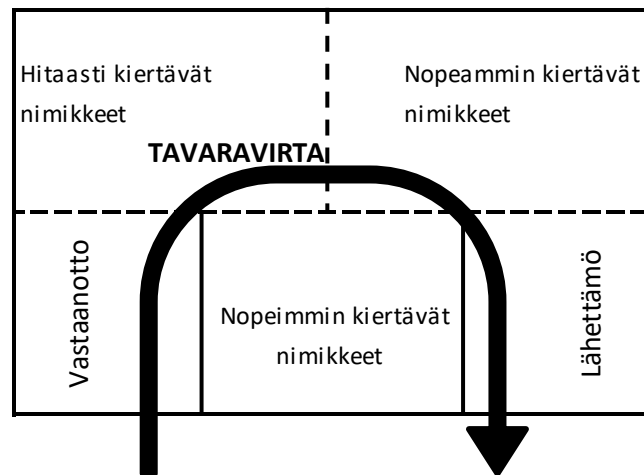 Hitaasti kiertävät
nimikkeet
Nopeammin kiertävät
nimikkeet
TAVARAVIRTA
Vastaanotto
Nopeimmin kiertävät
nimikkeet
Lähettämö